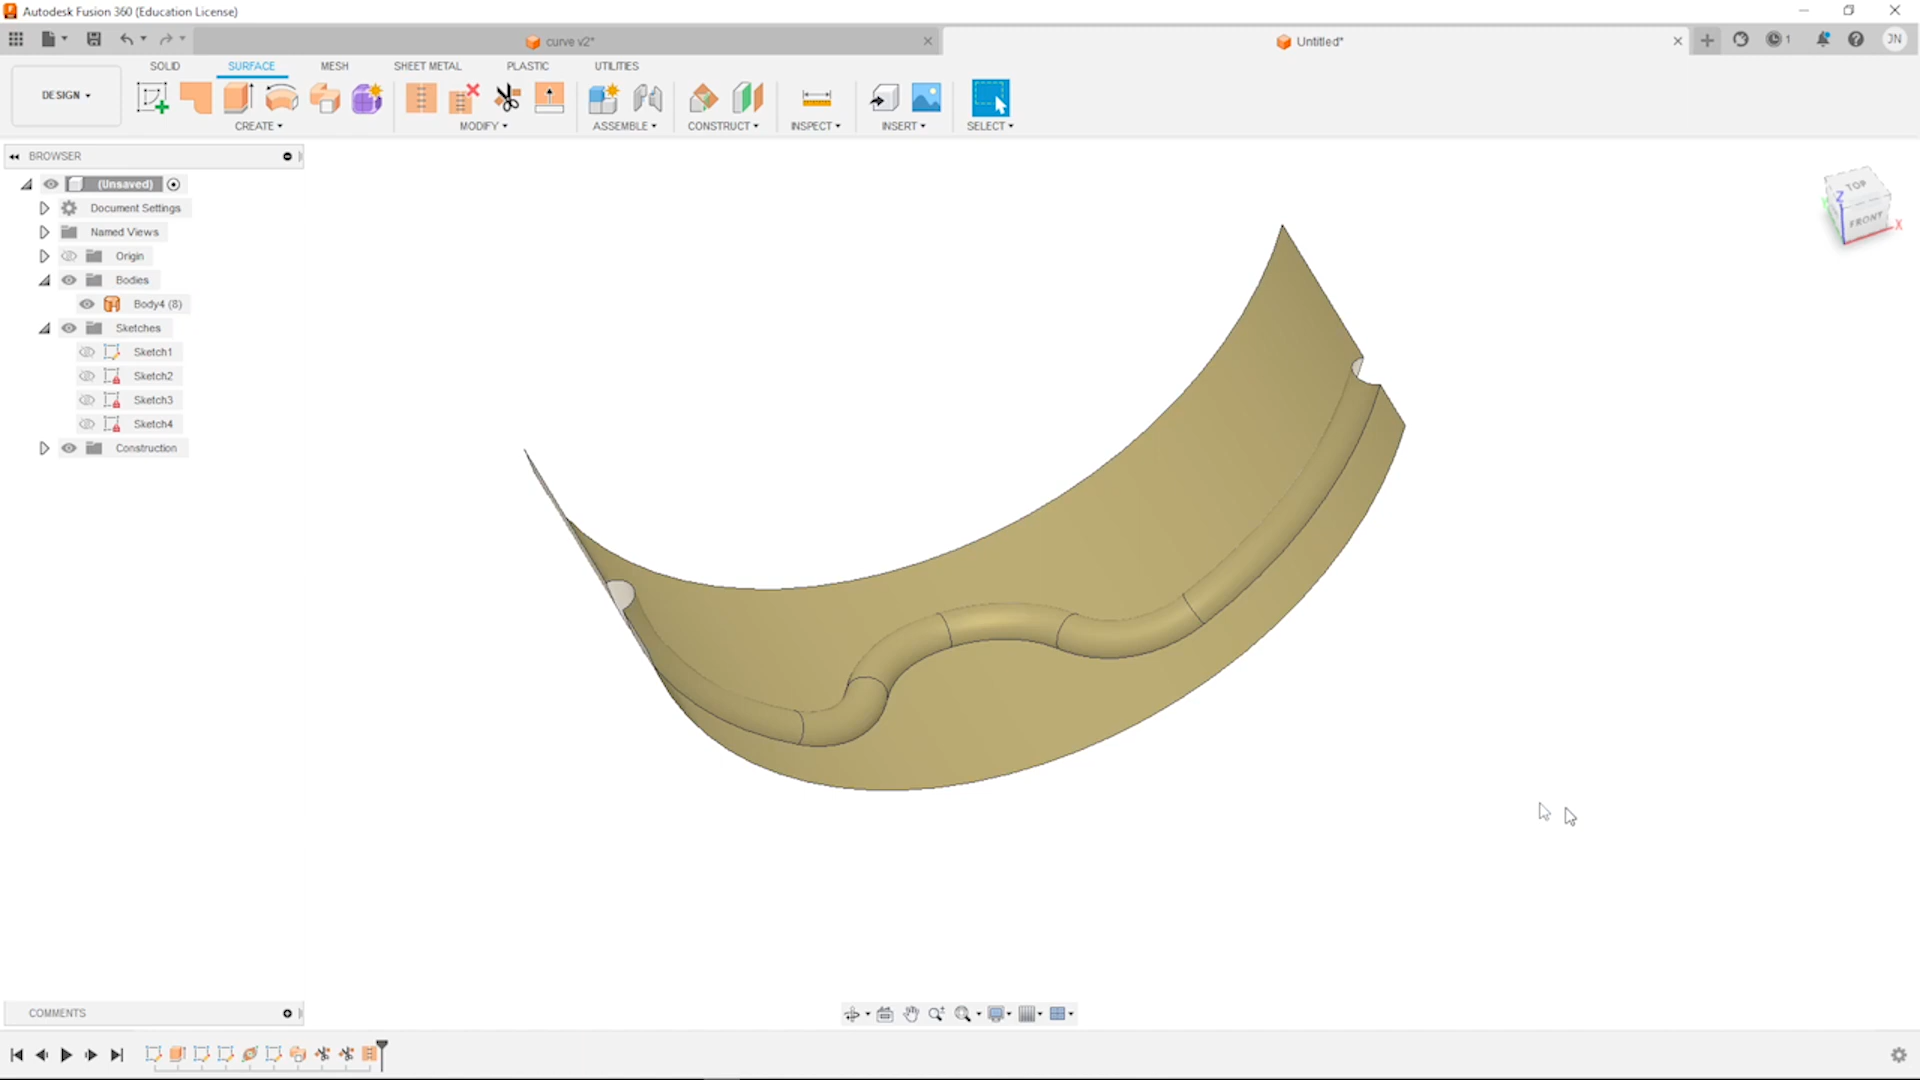 Autodesk Fusion 360 (Education License)
curve v2*
Untitled*
1
JN
DESIGN
SOLID
SURFACE
MESH
SHEET METAL
PLASTIC
UTILITIES
CREATE
MODIFY
ASSEMBLE
CONSTRUCT
INSPECT
INSERT
SELECT
BROWSER
(Unsaved)
Document Settings
Named Views
Origin
Bodies
Body4 (8)
Sketches
Sketch1
Sketch2
Sketch3
Sketch4
Construction
TOP
Z
FRONT
X
COMMENTS